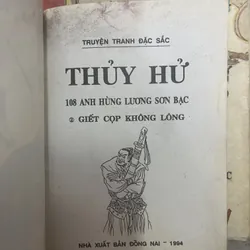 TRUYỆN TRANH ĐẶC SẮC
THỦY HỬ
108 ANH HÙNG LƯƠNG SƠN BẠC
② GIẾT CỌP KHÔNG LÔNG
NHÀ XUẤT BẢN ĐỒNG NAI - 1994